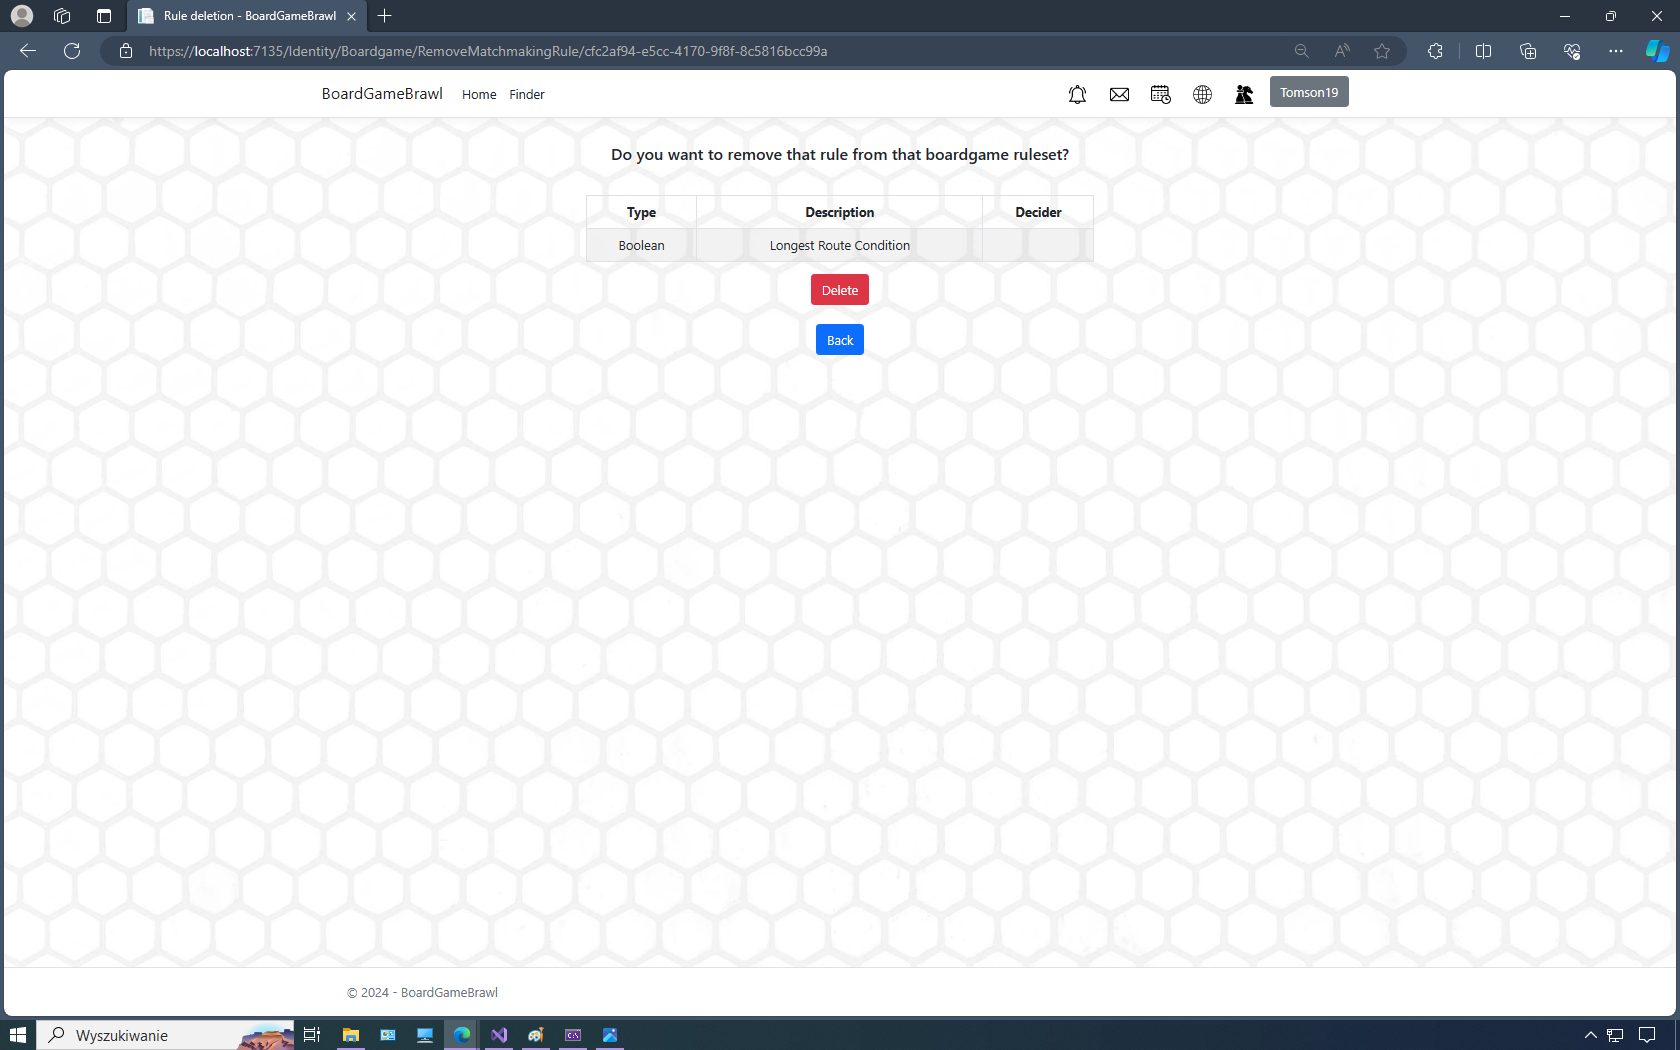 Rule deletion - BoardGameBrawl
https://localhost:7135/Identity/Boardgame/RemoveMatchmakingRule/cfc2af94-e5cc-4170-9f8f-8c5816bcc99a
BoardGameBrawl Home Finder Tomson19
Do you want to remove that rule from that boardgame ruleset?
Type Description Decider
Boolean Longest Route Condition
Delete
Back
© 2024 - BoardGameBrawl
Wyszukiwanie